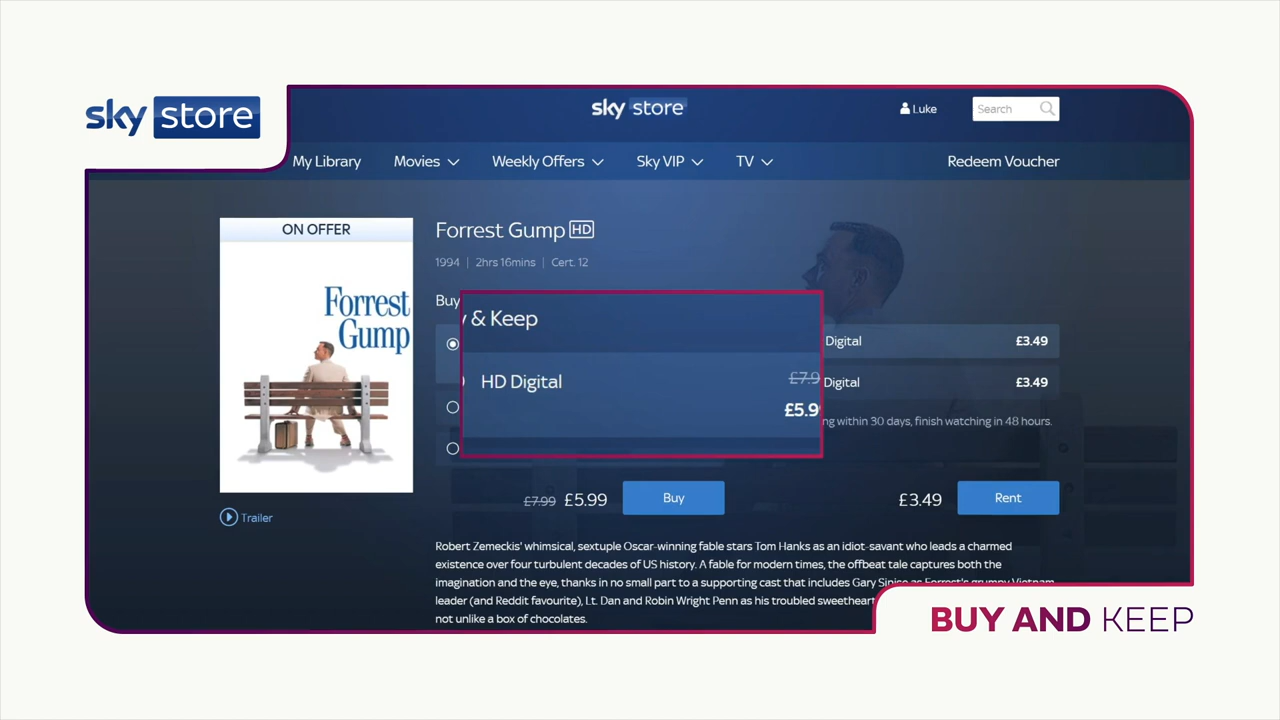 sky store
sky store
Luke
Search
My Library
Movies
Weekly Offers
Sky VIP
TV
Redeem Voucher
ON OFFER
Forrest
Gump
Forrest Gump HD
1994 | 2hrs 16mins | Cert. 12
Buy
& Keep
HD Digital
£7.9
£5.9
Digital £3.49
Digital £3.49
within 30 days, finish watching in 48 hours.
£7.99 £5.99 Buy
£3.49 Rent
Trailer
Robert Zemeckis' whimsical, sextuple Oscar-winning fable stars Tom Hanks as an idiot-savant who leads a charmed
existence over four turbulent decades of US history. A fable for modern times, the offbeat tale captures both the
imagination and the eye, thanks in no small part to a supporting cast that includes Gary Sinise as Forrest's grumpy Vietnam
leader (and Reddit favourite), Lt. Dan and Robin Wright Penn as his troubled sweetheart
not unlike a box of chocolates.
BUY AND KEEP